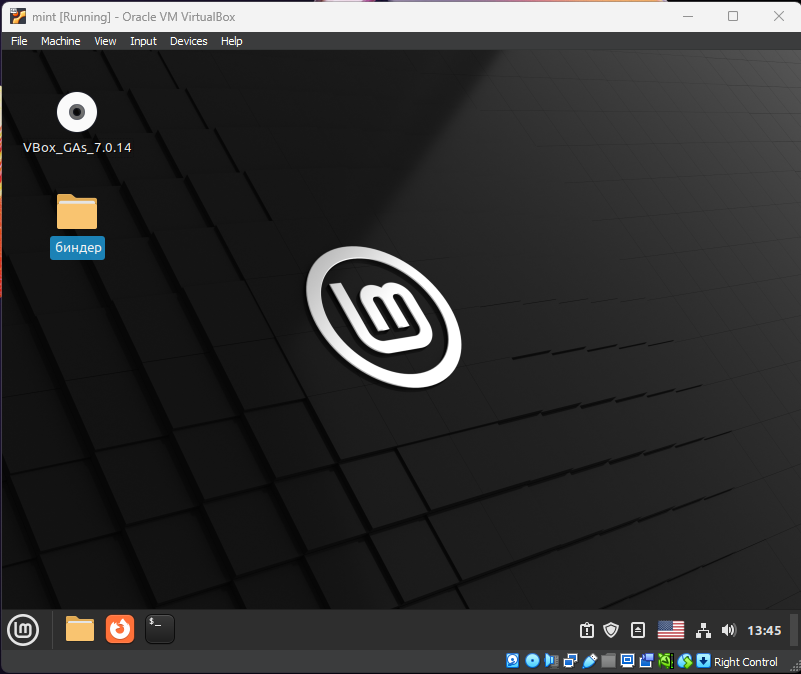 mint [Running] - Oracle VM VirtualBox
File Machine View Input Devices Help
VBox_GAs_7.0.14
биндер
$_
13:45
Right Control